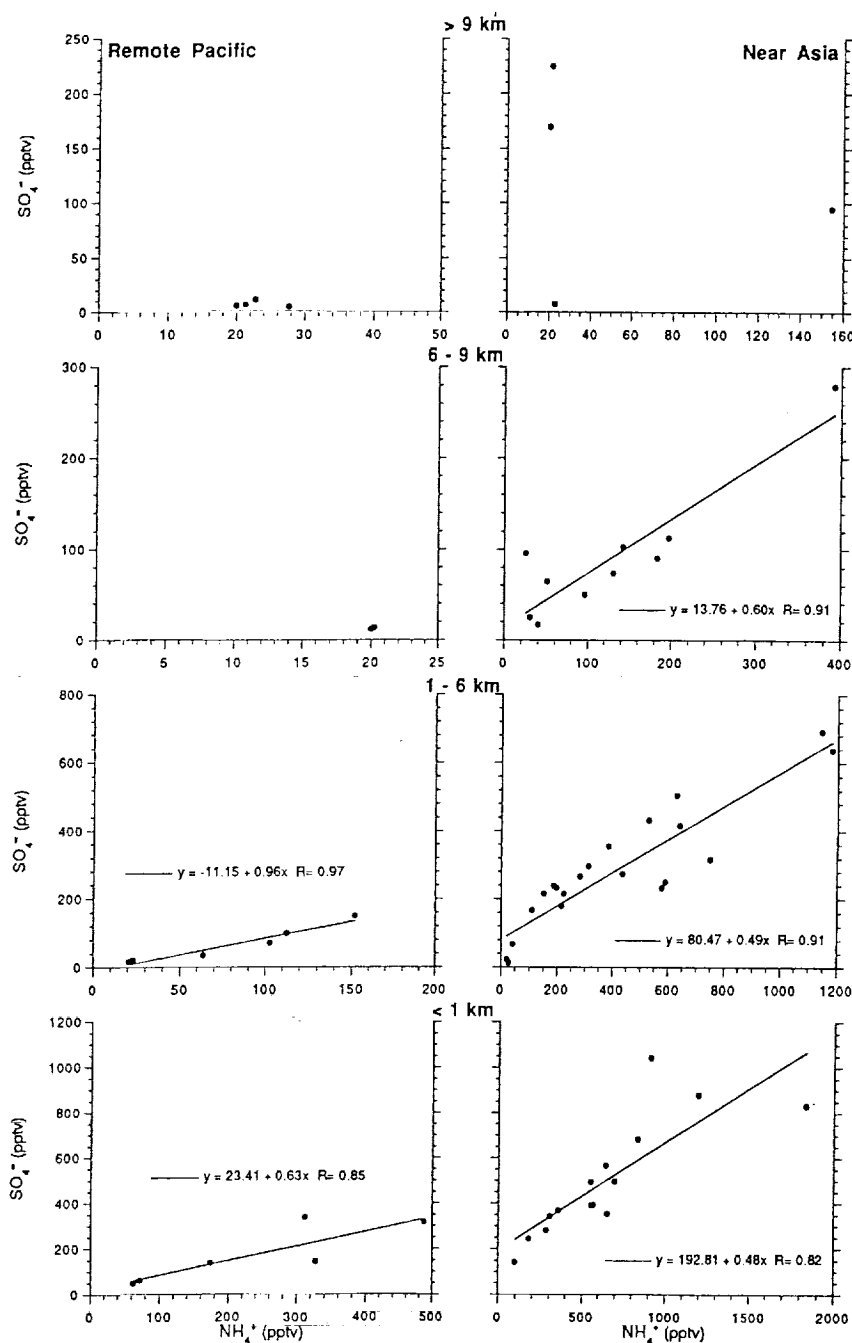 > 9 km
Remote Pacific
Near Asia
SO₄⁼ (pptv)
250
200
150
100
50
0
0 10 20 30 40 50
0 20 40 60 80 100 120 140 160
6 - 9 km
SO₄⁼ (pptv)
300
200
100
0
y = 13.76 + 0.60x R= 0.91
0 5 10 15 20 25
0 100 200 300 400
1 - 6 km
SO₄⁼ (pptv)
800
600
400
200
0
y = -11.15 + 0.96x R= 0.97
y = 80.47 + 0.49x R= 0.91
0 50 100 150 200
0 200 400 600 800 1000 1200
< 1 km
SO₄⁼ (pptv)
1200
1000
800
600
400
200
0
y = 23.41 + 0.63x R= 0.85
y = 192.81 + 0.48x R= 0.82
0 100 200 300 400 500
0 500 1000 1500 2000
NH₄⁺ (pptv)
NH₄⁺ (pptv)